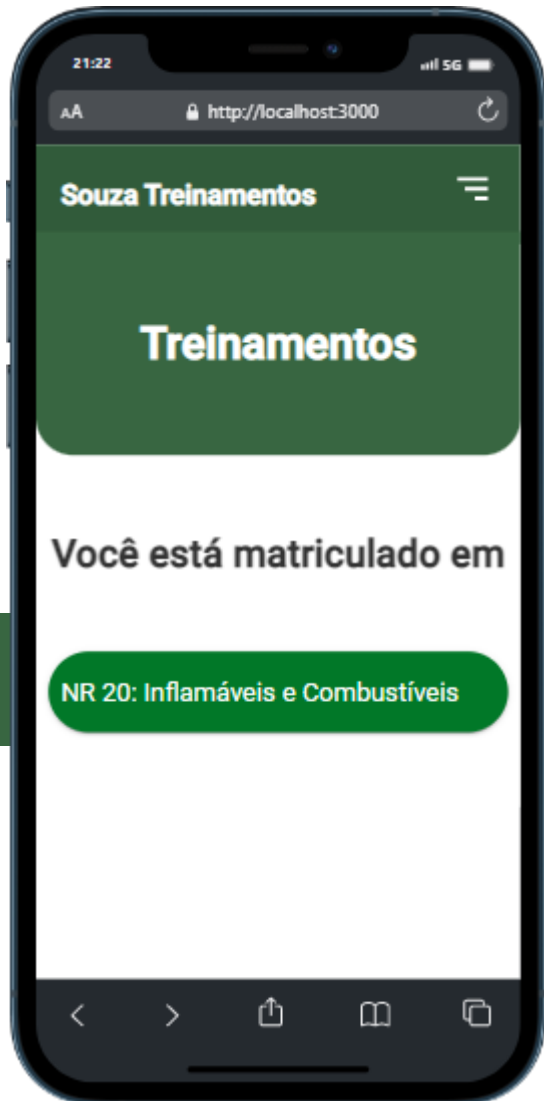 21:22
5G
AA
http://localhost:3000
Souza Treinamentos
Treinamentos
Você está matriculado em
NR 20: Inflamáveis e Combustíveis